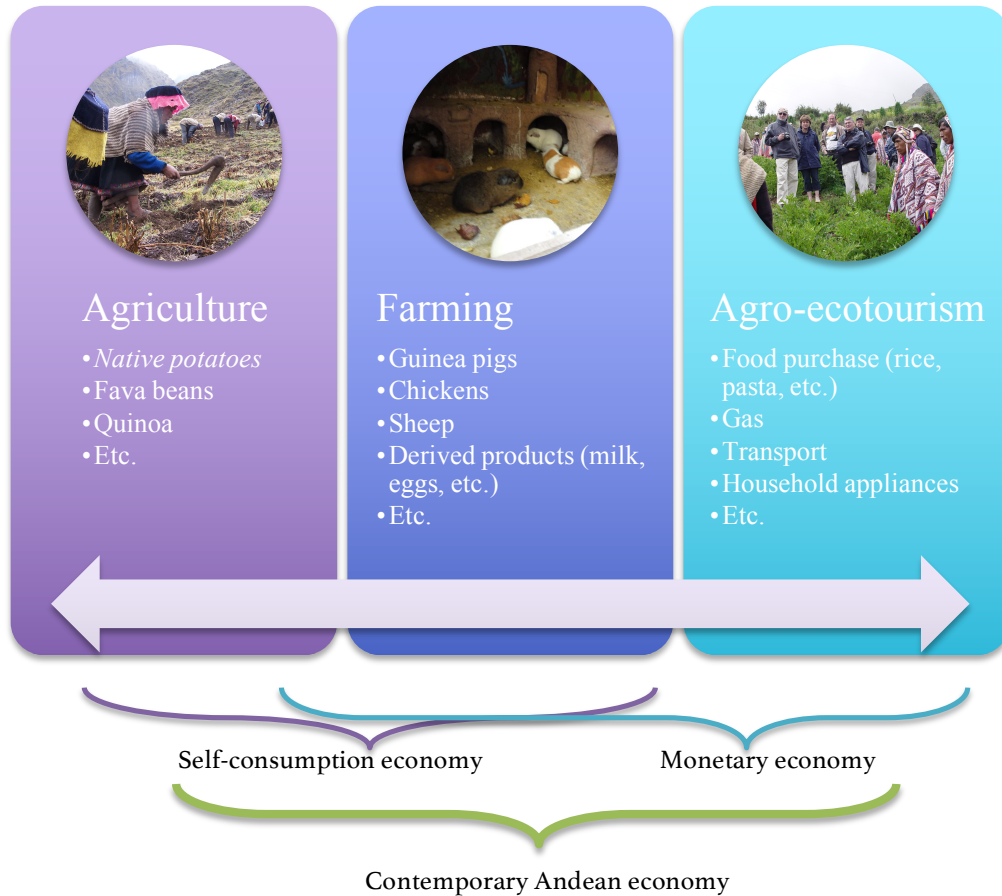 Agriculture
•Native potatoes
•Fava beans
•Quinoa
•Etc.
Farming
•Guinea pigs
•Chickens
•Sheep
•Derived products (milk,
eggs, etc.)
•Etc.
Agro-ecotourism
•Food purchase (rice,
pasta, etc.)
•Gas
•Transport
•Household appliances
•Etc.
Self-consumption economy
Monetary economy
Contemporary Andean economy